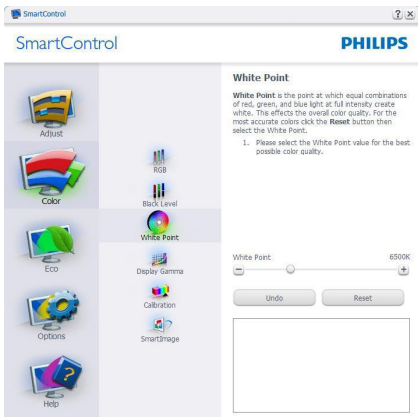 SmartControl
? X
SmartControl
PHILIPS
Adjust
Color
Eco
Options
Help
RGB
Black Level
White Point
Display Gamma
Calibration
SmartImage
White Point
White Point is the point at which equal combinations
of red, green, and blue light at full intensity create
white. This effects the overall color quality. For the
most accurate colors click the Reset button then
select the White Point.
1. Please select the White Point value for the best
possible color quality.
White Point 6500K
Undo Reset